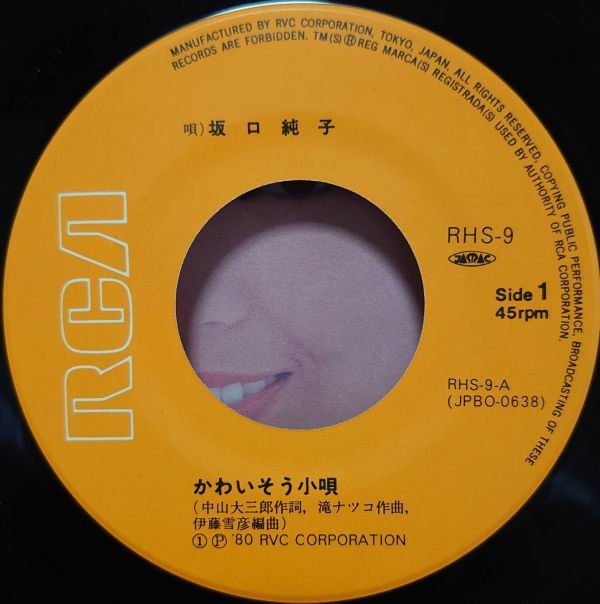 MANUFACTURED BY RVC CORPORATION, TOKYO, JAPAN. ALL RIGHTS RESERVED. COPYING PUBLIC PERFORMANCE, BROADCASTING OF THESE
RECORDS ARE FORBIDDEN. TM(S)® REG MARCA(S) REGISTRADA(S) USED BY AUTHORITY OF RCA CORPORATION.
唄)坂口純子
RCA
RHS-9
JASRAC
Side 1
45rpm
RHS-9-A
(JPBO-0638)
かわいそう小唄
(中山大三郎作詞, 滝ナツコ作曲,
伊藤雪彦編曲)
①Ⓟ '80 RVC CORPORATION